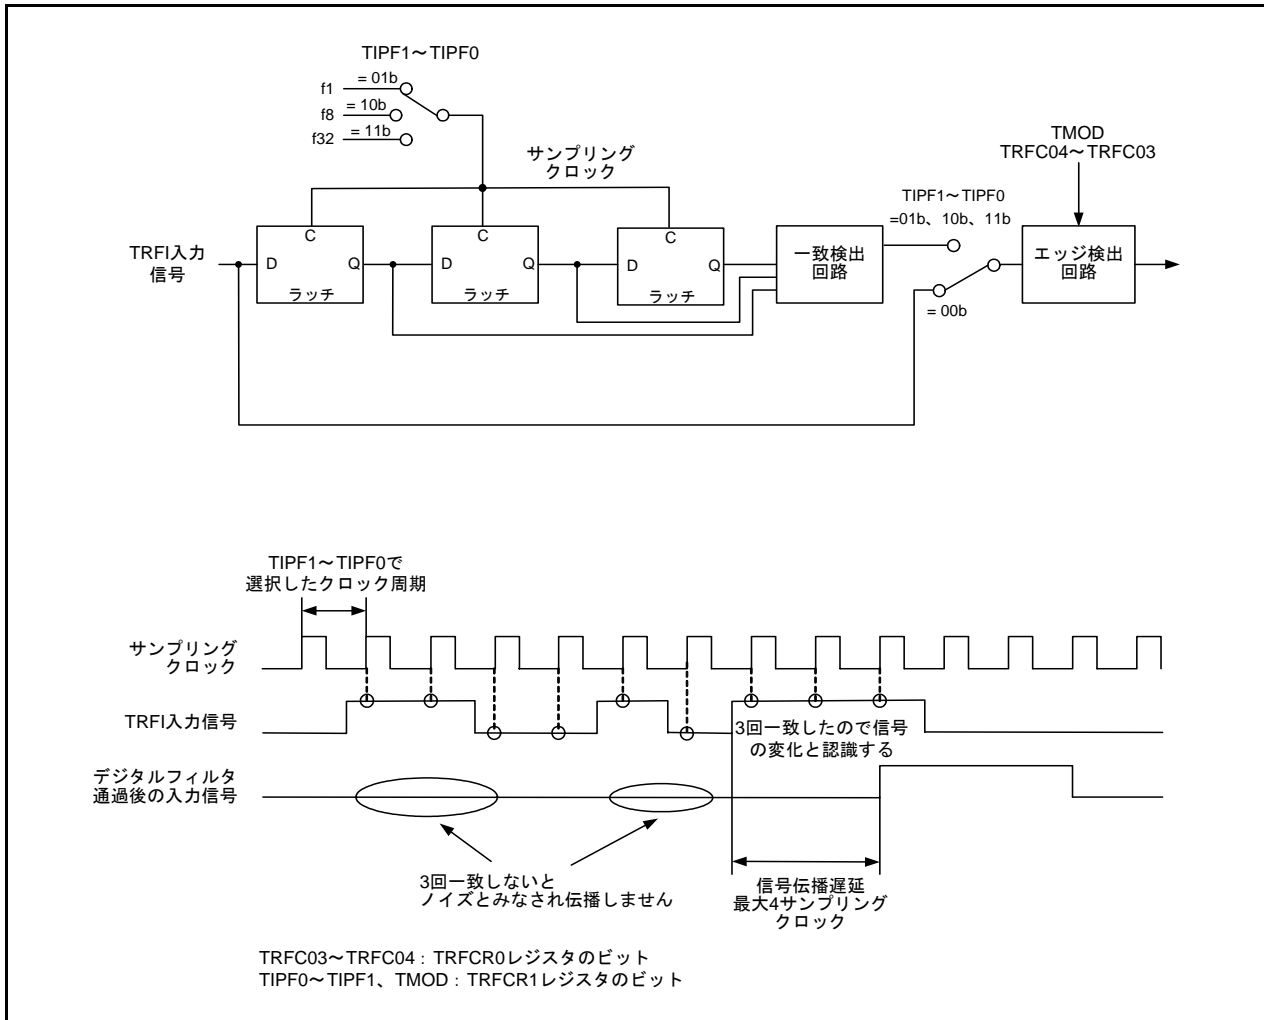 TIPF1～TIPF0
f1
= 01b
f8
= 10b
f32
= 11b
サンプリング
クロック
TMOD
TRFC04～TRFC03
TIPF1～TIPF0
=01b、10b、11b
TRFI入力
信号
C
D
Q
ラッチ
C
D
Q
ラッチ
C
D
Q
ラッチ
一致検出
回路
エッジ検出
回路
= 00b
TIPF1～TIPF0で
選択したクロック周期
サンプリング
クロック
TRFI入力信号
3回一致したので信号
の変化と認識する
デジタルフィルタ
通過後の入力信号
3回一致しないと
ノイズとみなされ伝播しません
信号伝播遅延
最大4サンプリング
クロック
TRFC03～TRFC04：TRFCR0レジスタのビット
TIPF0～TIPF1、TMOD：TRFCR1レジスタのビット